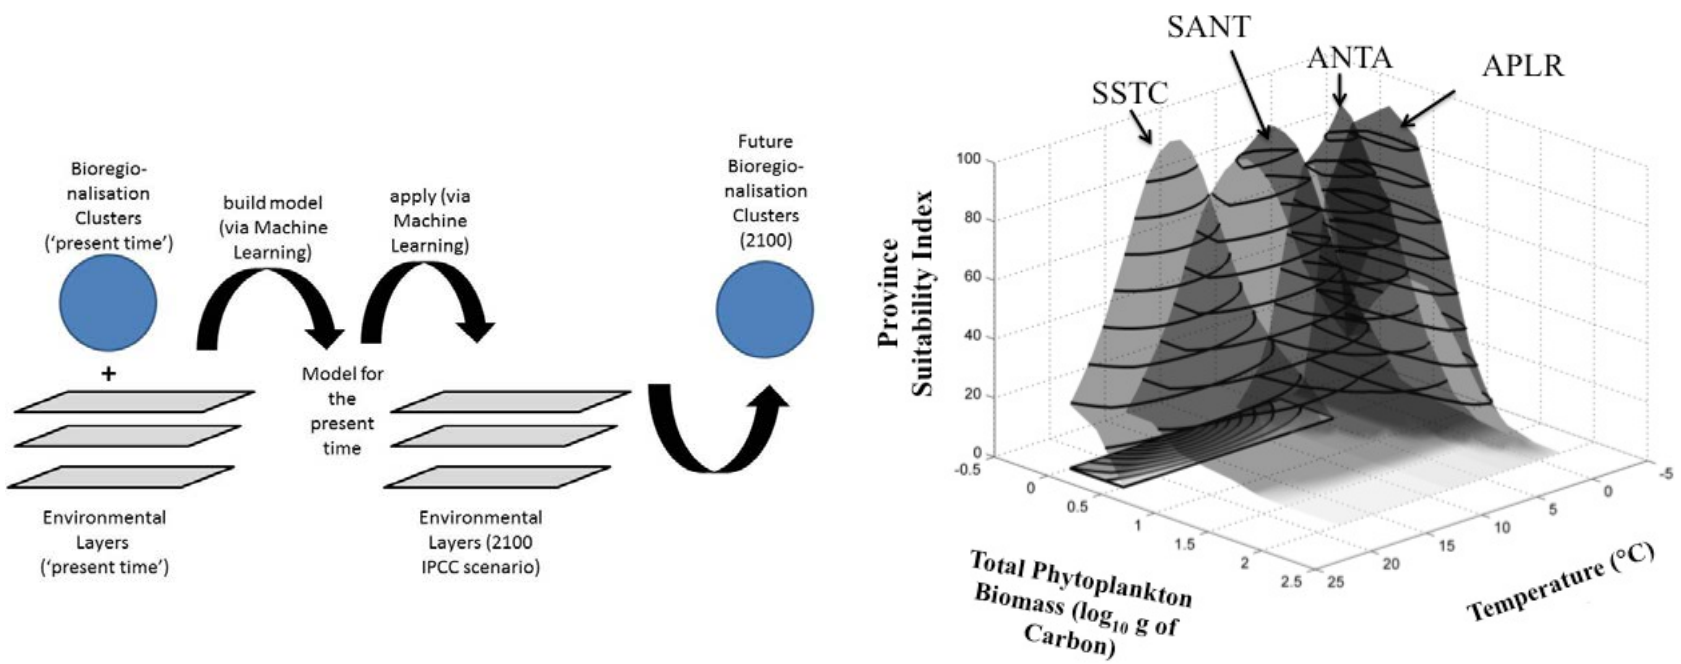 Bioregio-
nalisation
Clusters
('present time')
+
Environmental
Layers
('present time')
build model
(via Machine
Learning)
Model for
the
present
time
apply (via
Machine
Learning)
Environmental
Layers (2100
IPCC scenario)
Future
Bioregio-
nalisation
Clusters
(2100)
SSTC
SANT
ANTA
APLR
Province
Suitability Index
100
80
60
40
20
0
-0.5
0
0.5
1
1.5
2
2.5
25
20
15
10
5
0
-5
Total Phytoplankton
Biomass (log10 g of
Carbon)
Temperature (°C)